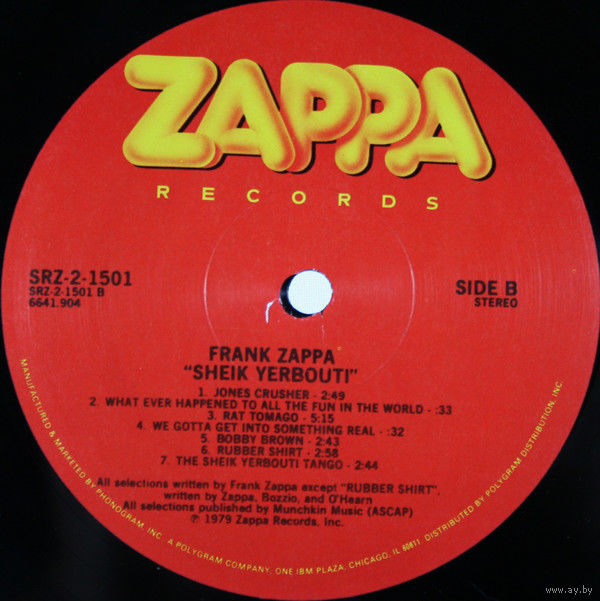 ZAPPA
RECORDS
SRZ-2-1501
SRZ-2-1501 B
6641.904
SIDE B
STEREO
FRANK ZAPPA
"SHEIK YERBOUTI"
1. JONES CRUSHER - 2:49
2. WHAT EVER HAPPENED TO ALL THE FUN IN THE WORLD - :33
3. RAT TOMAGO - 5:15
4. WE GOTTA GET INTO SOMETHING REAL - :32
5. BOBBY BROWN - 2:43
6. RUBBER SHIRT - 2:58
7. THE SHEIK YERBOUTI TANGO - 2:44
All selections written by Frank Zappa except "RUBBER SHIRT",
written by Zappa, Bozzio, and O'Hearn
All selections published by Munchkin Music (ASCAP)
℗ 1979 Zappa Records, Inc.
MANUFACTURED & MARKETED BY PHONOGRAM, INC. A POLYGRAM COMPANY, ONE IBM PLAZA, CHICAGO, IL 60611. DISTRIBUTED BY POLYGRAM DISTRIBUTION, INC.
www.ay.by